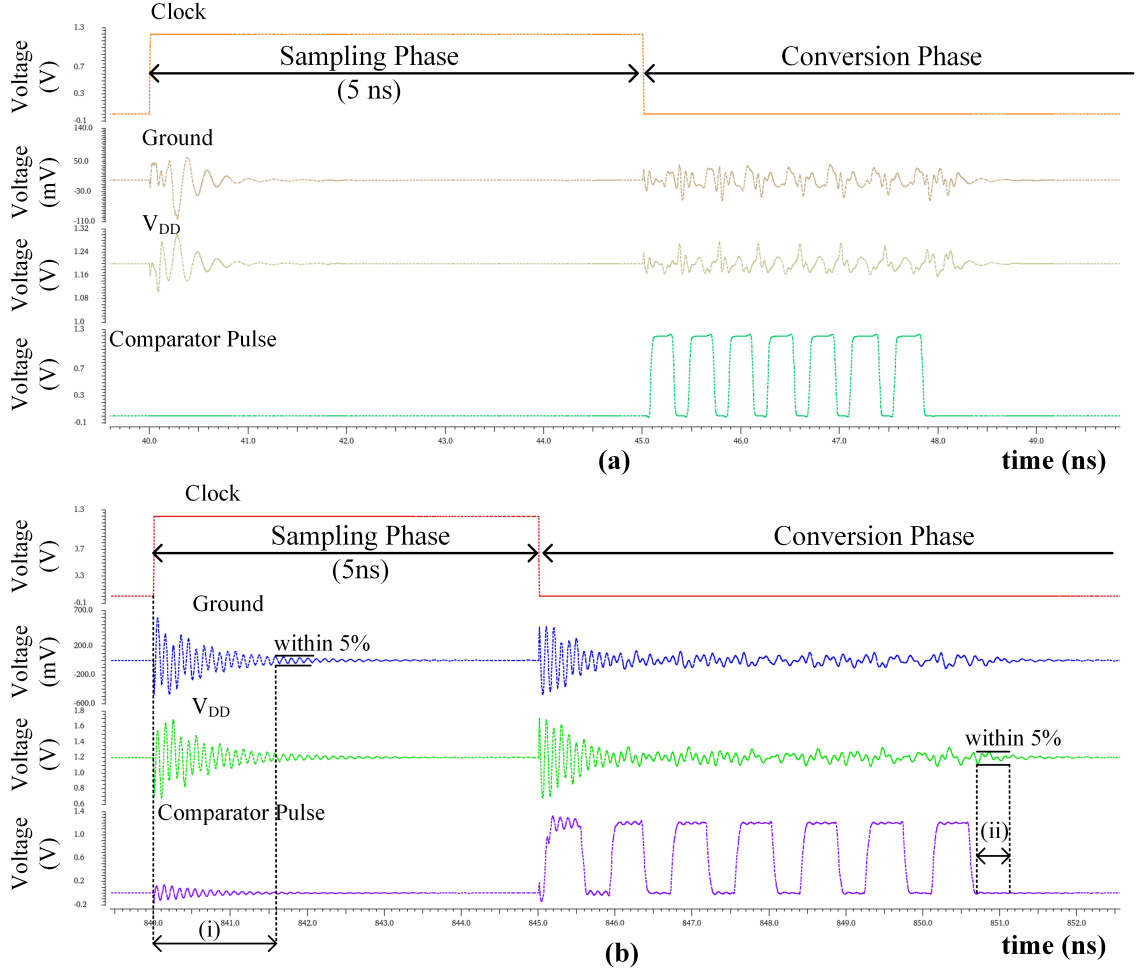 Clock
Voltage
(V)
1.3
0.7
0.3
-0.1
Sampling Phase
(5 ns)
Conversion Phase
Ground
Voltage
(mV)
140.0
50.0
-30.0
-110.0
V_DD
Voltage
(V)
1.32
1.24
1.16
1.08
1.0
Comparator Pulse
Voltage
(V)
1.3
0.7
0.3
-0.1
40.0 41.0 42.0 43.0 44.0 45.0 46.0 47.0 48.0 49.0
(a)
time (ns)
Clock
Voltage
(V)
1.3
3.7
3.3
-0.1
Sampling Phase
(5ns)
Conversion Phase
Ground
Voltage
(mV)
700.0
200.0
-200.0
-600.0
within 5%
V_DD
Voltage
(V)
1.8
1.6
1.4
1.2
1.0
0.8
0.6
within 5%
Comparator Pulse
Voltage
(V)
1.4
1.0
0.6
0.2
-0.2
(ii)
840.0 841.0 842.0 843.0 844.0 845.0 846.0 847.0 848.0 849.0 850.0 851.0 852.0
(i)
(b)
time (ns)